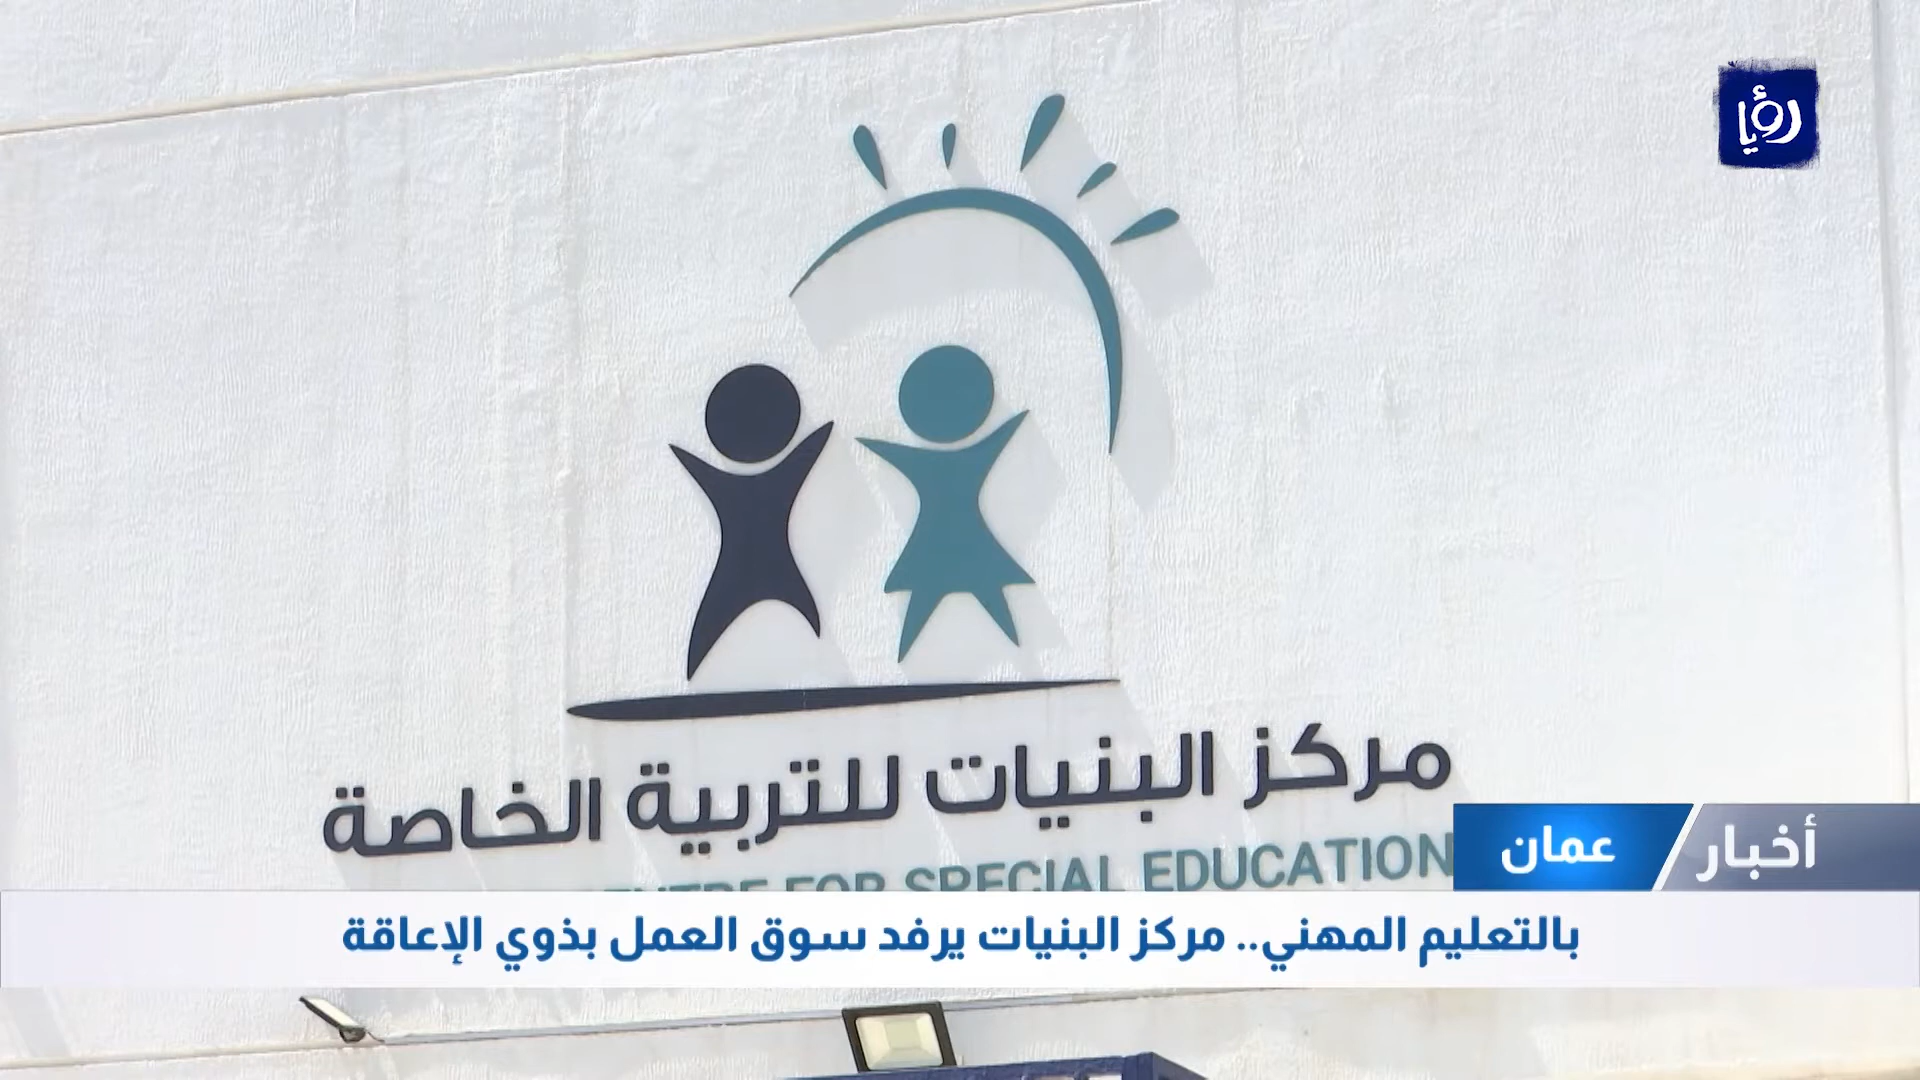 رؤيا
مركز البنيات للتربية الخاصة
CENTRE FOR SPECIAL EDUCATION
أخبار عمان
بالتعليم المهني.. مركز البنيات يرفد سوق العمل بذوي الإعاقة